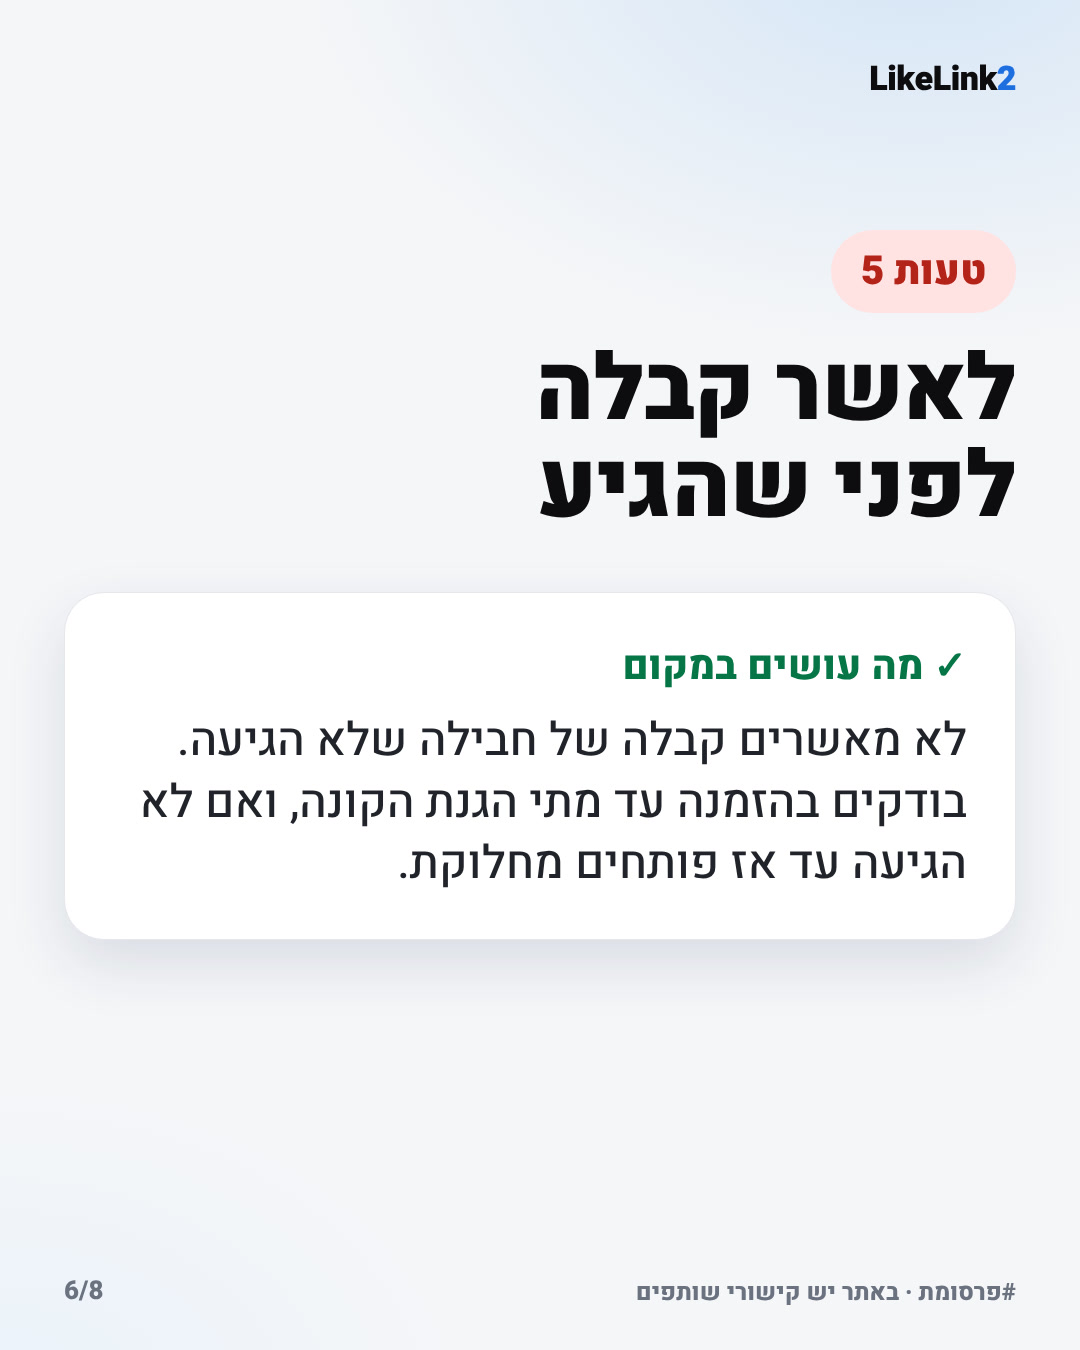 LikeLink2
טעות 5
לאשר קבלה
לפני שהגיע
✓ מה עושים במקום
לא מאשרים קבלה של חבילה שלא הגיעה.
בודקים בהזמנה עד מתי הגנת הקונה, ואם לא
הגיעה עד אז פותחים מחלוקת.
#פרסומת · באתר יש קישורי שותפים
6/8